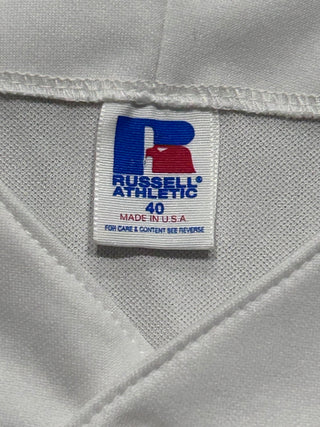 R
RUSSELL®
ATHLETIC
40
MADE IN U.S.A.
FOR CARE & CONTENT SEE REVERSE